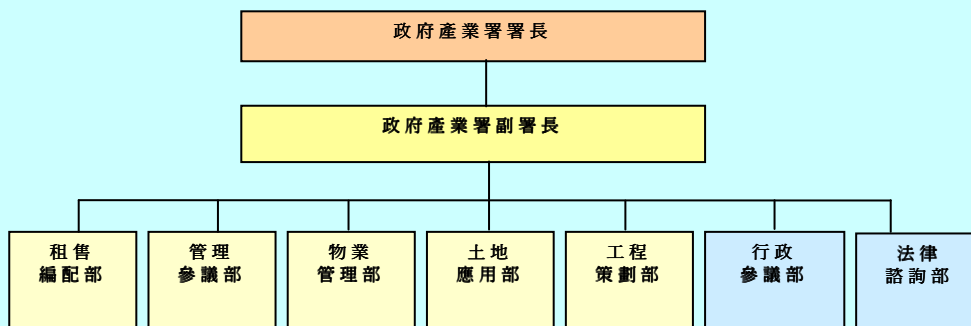 政府產業署署長
政府產業署副署長
租售
編配部
管理
參議部
物業
管理部
土地
應用部
工程
策劃部
行政
參議部
法律
諮詢部